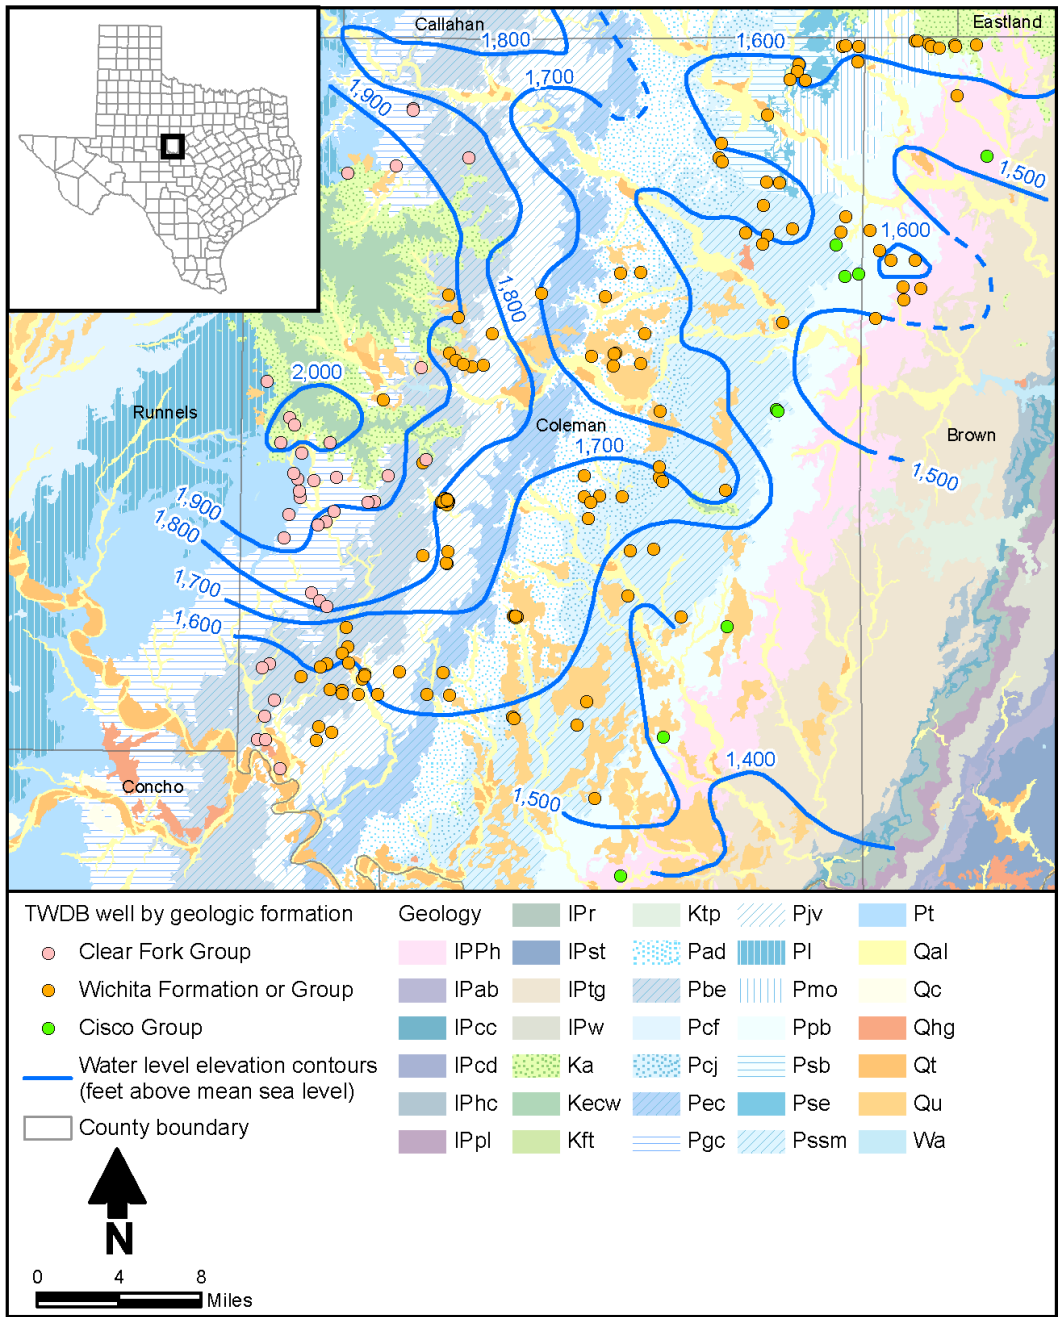 Callahan
Eastland
1,800
1,600
1,700
1,900
1,500
1,600
1,800
2,000
Runnels
Coleman
1,700
Brown
1,500
1,900
1,800
1,700
1,600
1,400
Concho
1,500
TWDB well by geologic formation
Clear Fork Group
Wichita Formation or Group
Cisco Group
Water level elevation contours
(feet above mean sea level)
County boundary
N
0 4 8
Miles
Geology
IPPh
IPab
IPcc
IPcd
IPhc
IPpl
IPr
IPst
IPtg
IPw
Ka
Kecw
Kft
Ktp
Pad
Pbe
Pcf
Pcj
Pec
Pgc
Pjv
Pl
Pmo
Ppb
Psb
Pse
Pssm
Pt
Qal
Qc
Qhg
Qt
Qu
Wa